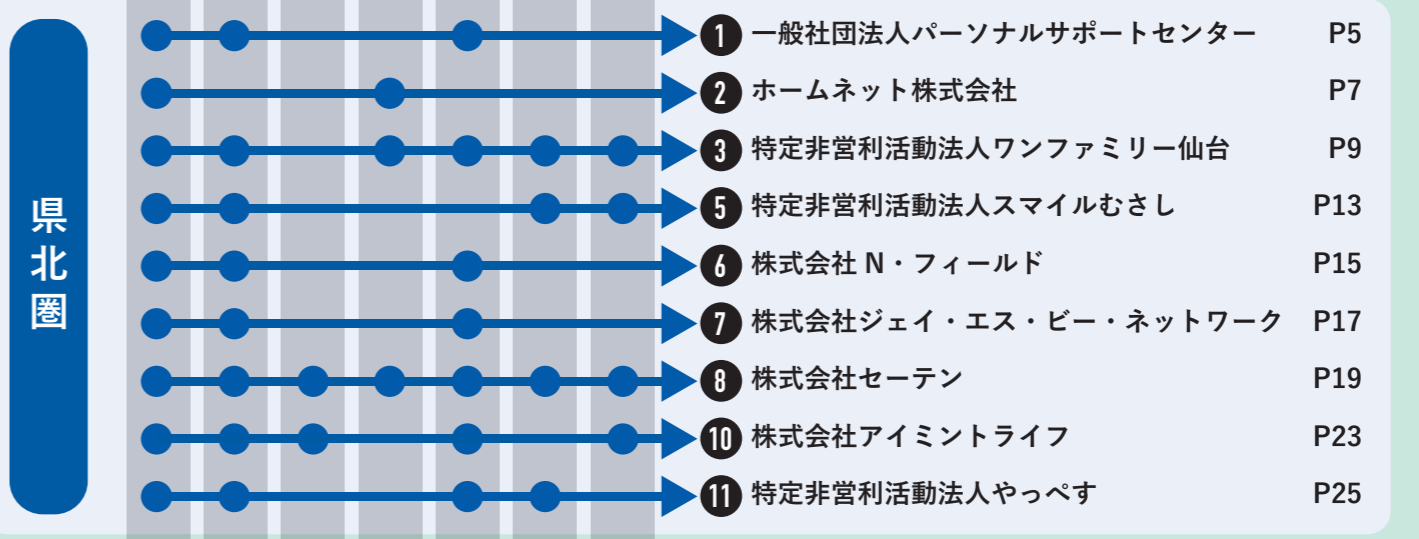 県北圏
1 一般社団法人パーソナルサポートセンター P5
2 ホームネット株式会社 P7
3 特定非営利活動法人ワンファミリー仙台 P9
5 特定非営利活動法人スマイルむさし P13
6 株式会社 N・フィールド P15
7 株式会社ジェイ・エス・ビー・ネットワーク P17
8 株式会社セーテン P19
10 株式会社アイミントライフ P23
11 特定非営利活動法人やっぺす P25